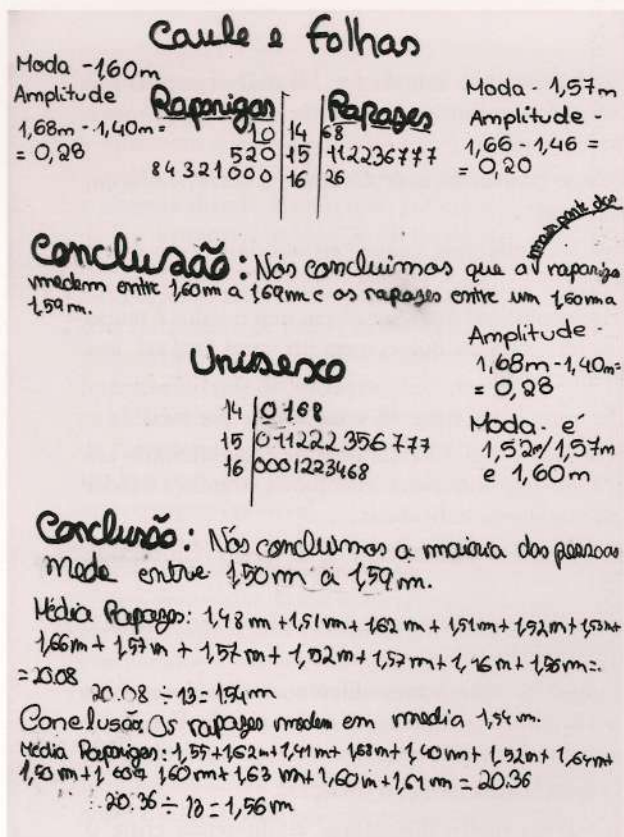 Caule e Folhas
Moda - 1,60m
Amplitude
1,68m - 1,40m =
= 0,28
Raparigas | | Rapazes
10 | 14 | 68
520 | 15 | 112236777
84321000 | 16 | 26
Moda - 1,57m
Amplitude -
1,66 - 1,46 =
= 0,20
maior parte das
Conclusão: Nós concluimos que a raparigas
medem entre 1,60m a 1,69m e os rapazes entre um 1,50m a
1,59m.
Unissexo
14 | 0168
15 | 011222356777
16 | 0001223468
Amplitude -
1,68m - 1,40m=
= 0,28
Moda - é
1,52m/1,57m
e 1,60m
Conclusão: Nós concluimos a maioria das pessoas
mede entre 1,50m a 1,59m.
Média Rapazes: 1,48m + 1,51m + 1,62m + 1,51m + 1,52m +
1,66m + 1,57m + 1,57m + 1,52m + 1,57m + 1,46m + 1,56m =
= 20.08
20.08 ÷ 13 = 1,54m
Conclusão: Os rapazes medem em media 1,54m.
Média Raparigas: 1,55 + 1,62m + 1,41m + 1,68m + 1,40m + 1,52m + 1,64m +
1,50m + 1,60m + 1,60m + 1,63m + 1,60m + 1,61m = 20.36
20.36 ÷ 13 = 1,56m